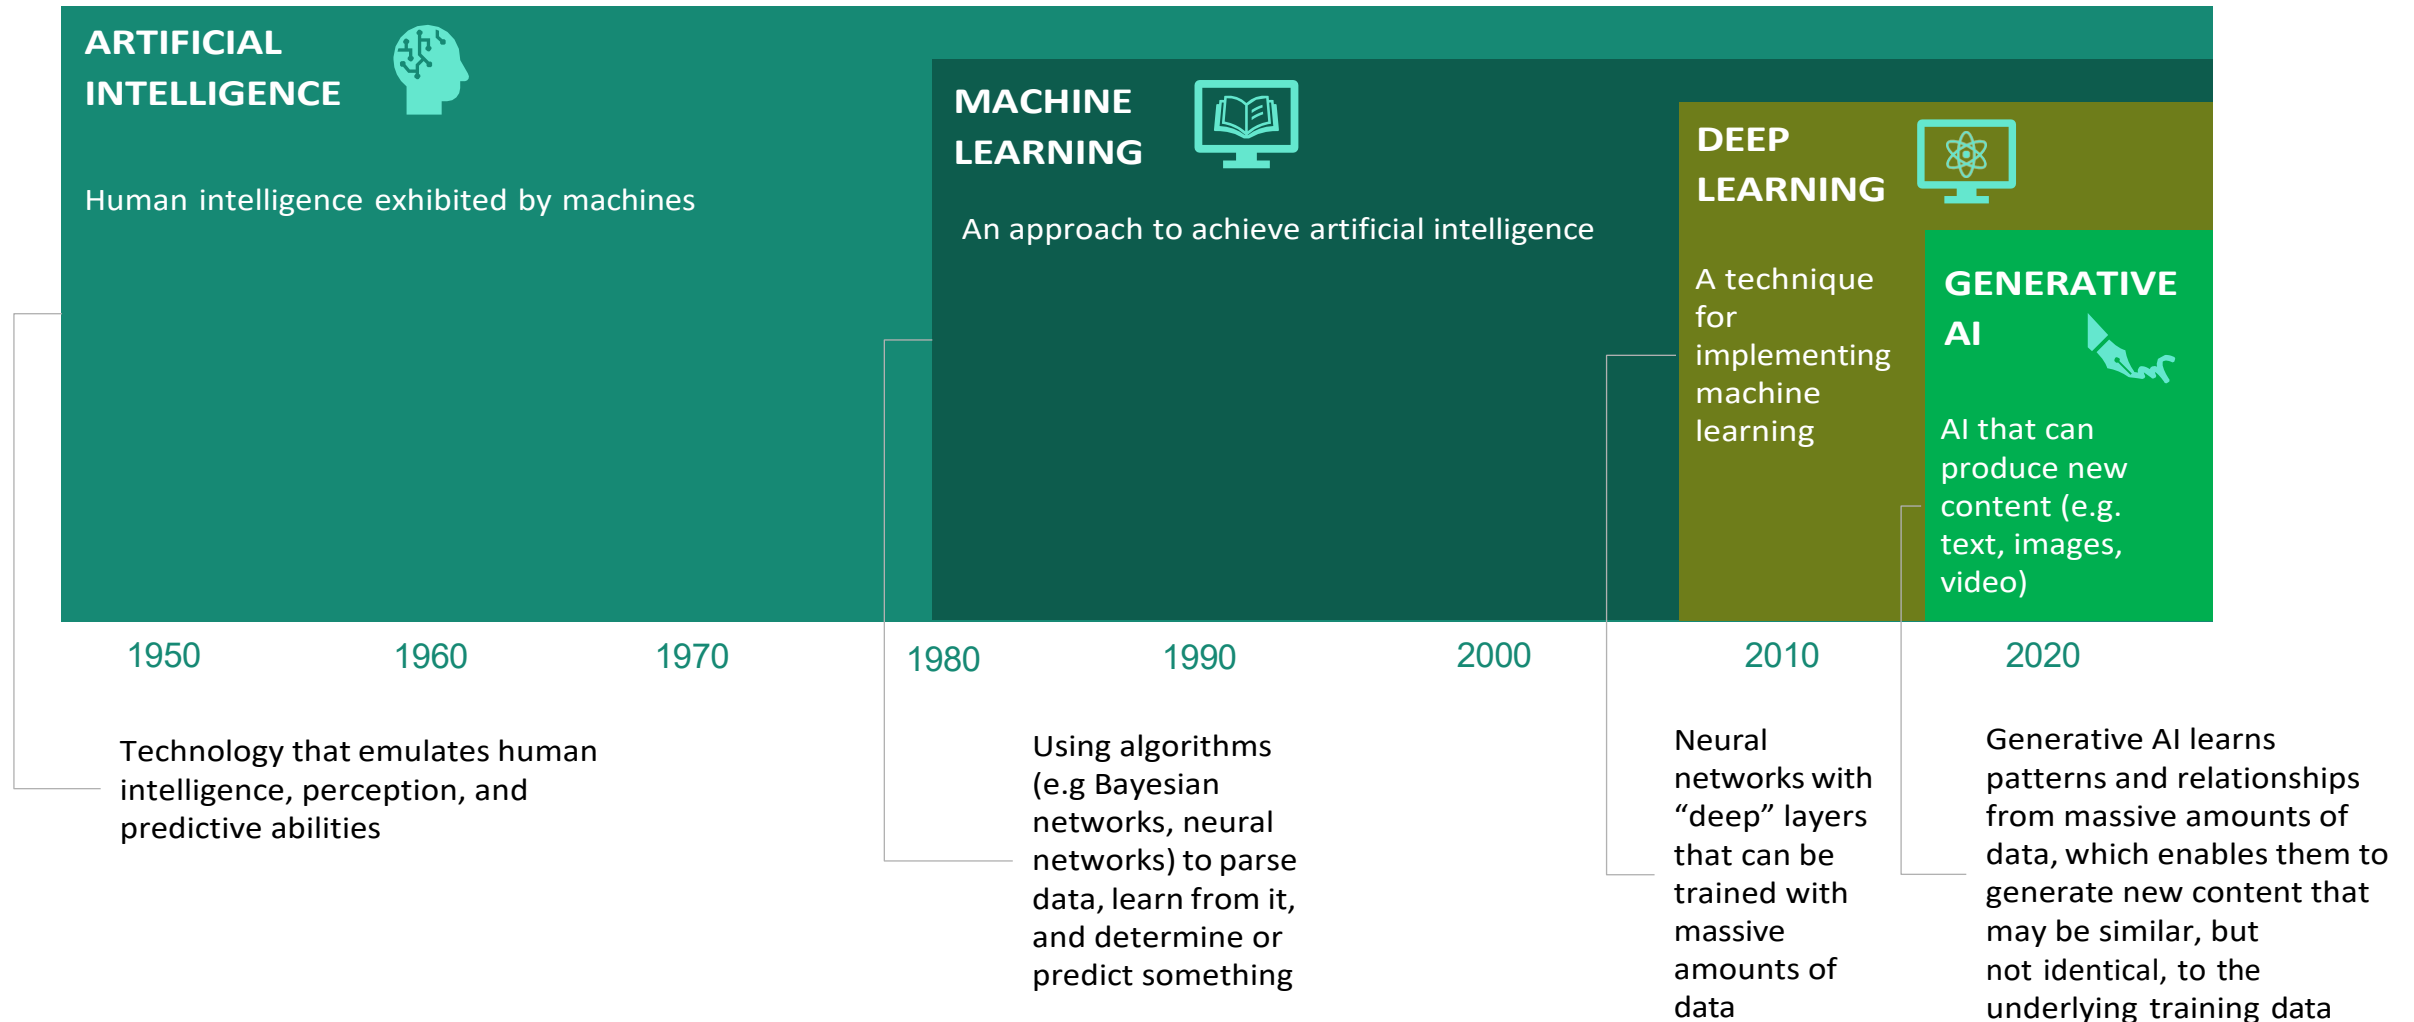 ARTIFICIAL
INTELLIGENCE
Human intelligence exhibited by machines
MACHINE
LEARNING
An approach to achieve artificial intelligence
DEEP
LEARNING
A technique
for
implementing
machine
learning
GENERATIVE
AI
AI that can
produce new
content (e.g.
text, images,
video)
1950
1960
1970
1980
1990
2000
2010
2020
Technology that emulates human
intelligence, perception, and
predictive abilities
Using algorithms
(e.g Bayesian
networks, neural
networks) to parse
data, learn from it,
and determine or
predict something
Neural
networks with
“deep” layers
that can be
trained with
massive
amounts of
data
Generative AI learns
patterns and relationships
from massive amounts of
data, which enables them to
generate new content that
may be similar, but
not identical, to the
underlying training data